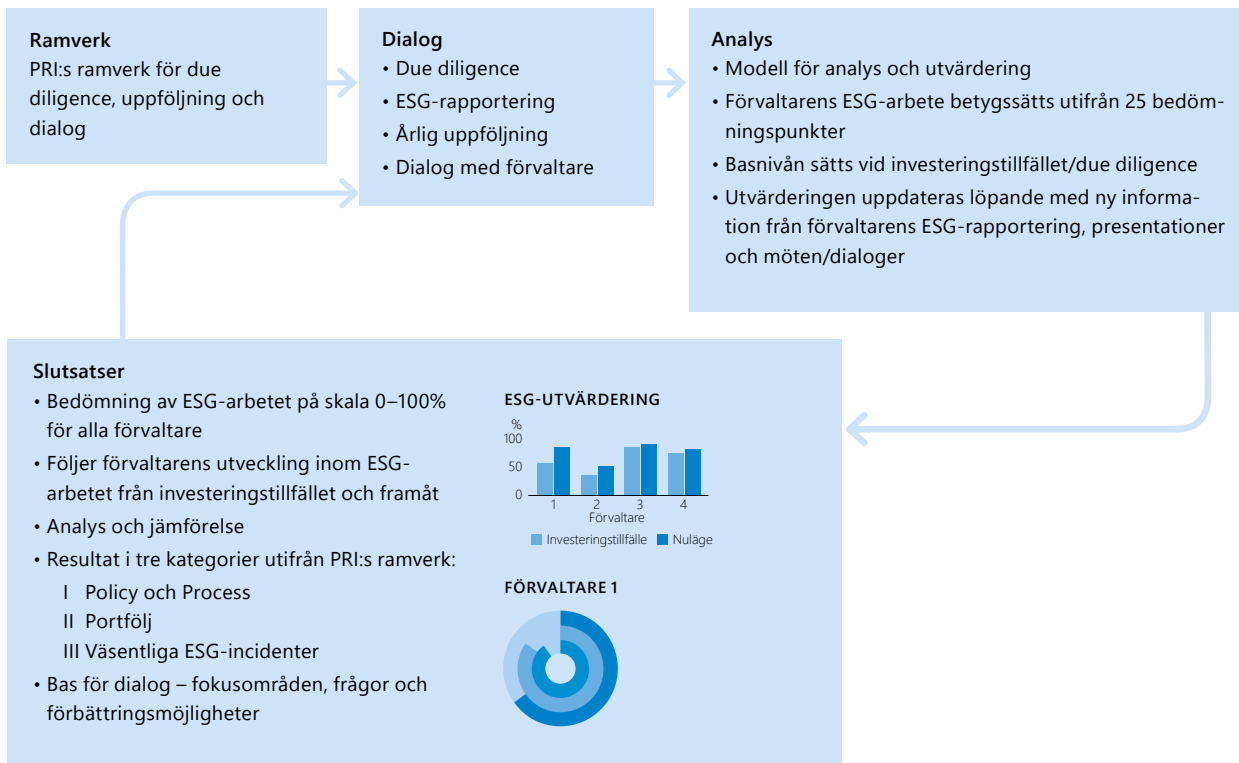 Ramverk
PRI:s ramverk för due
diligence, uppföljning och
dialog
Dialog
• Due diligence
• ESG-rapportering
• Årlig uppföljning
• Dialog med förvaltare
Analys
• Modell för analys och utvärdering
• Förvaltarens ESG-arbete betygssätts utifrån 25 bedöm-
ningspunkter
• Basnivån sätts vid investeringstillfället/due diligence
• Utvärderingen uppdateras löpande med ny informa-
tion från förvaltarens ESG-rapportering, presentationer
och möten/dialoger
Slutsatser
• Bedömning av ESG-arbetet på skala 0–100%
för alla förvaltare
• Följer förvaltarens utveckling inom ESG-
arbetet från investeringstillfället och framåt
• Analys och jämförelse
• Resultat i tre kategorier utifrån PRI:s ramverk:
I Policy och Process
II Portfölj
III Väsentliga ESG-incidenter
• Bas för dialog – fokusområden, frågor och
förbättringsmöjligheter
ESG-UTVÄRDERING
%
100
50
0
1 2 3 4
Förvaltare
Investeringstillfälle Nuläge
FÖRVALTARE 1